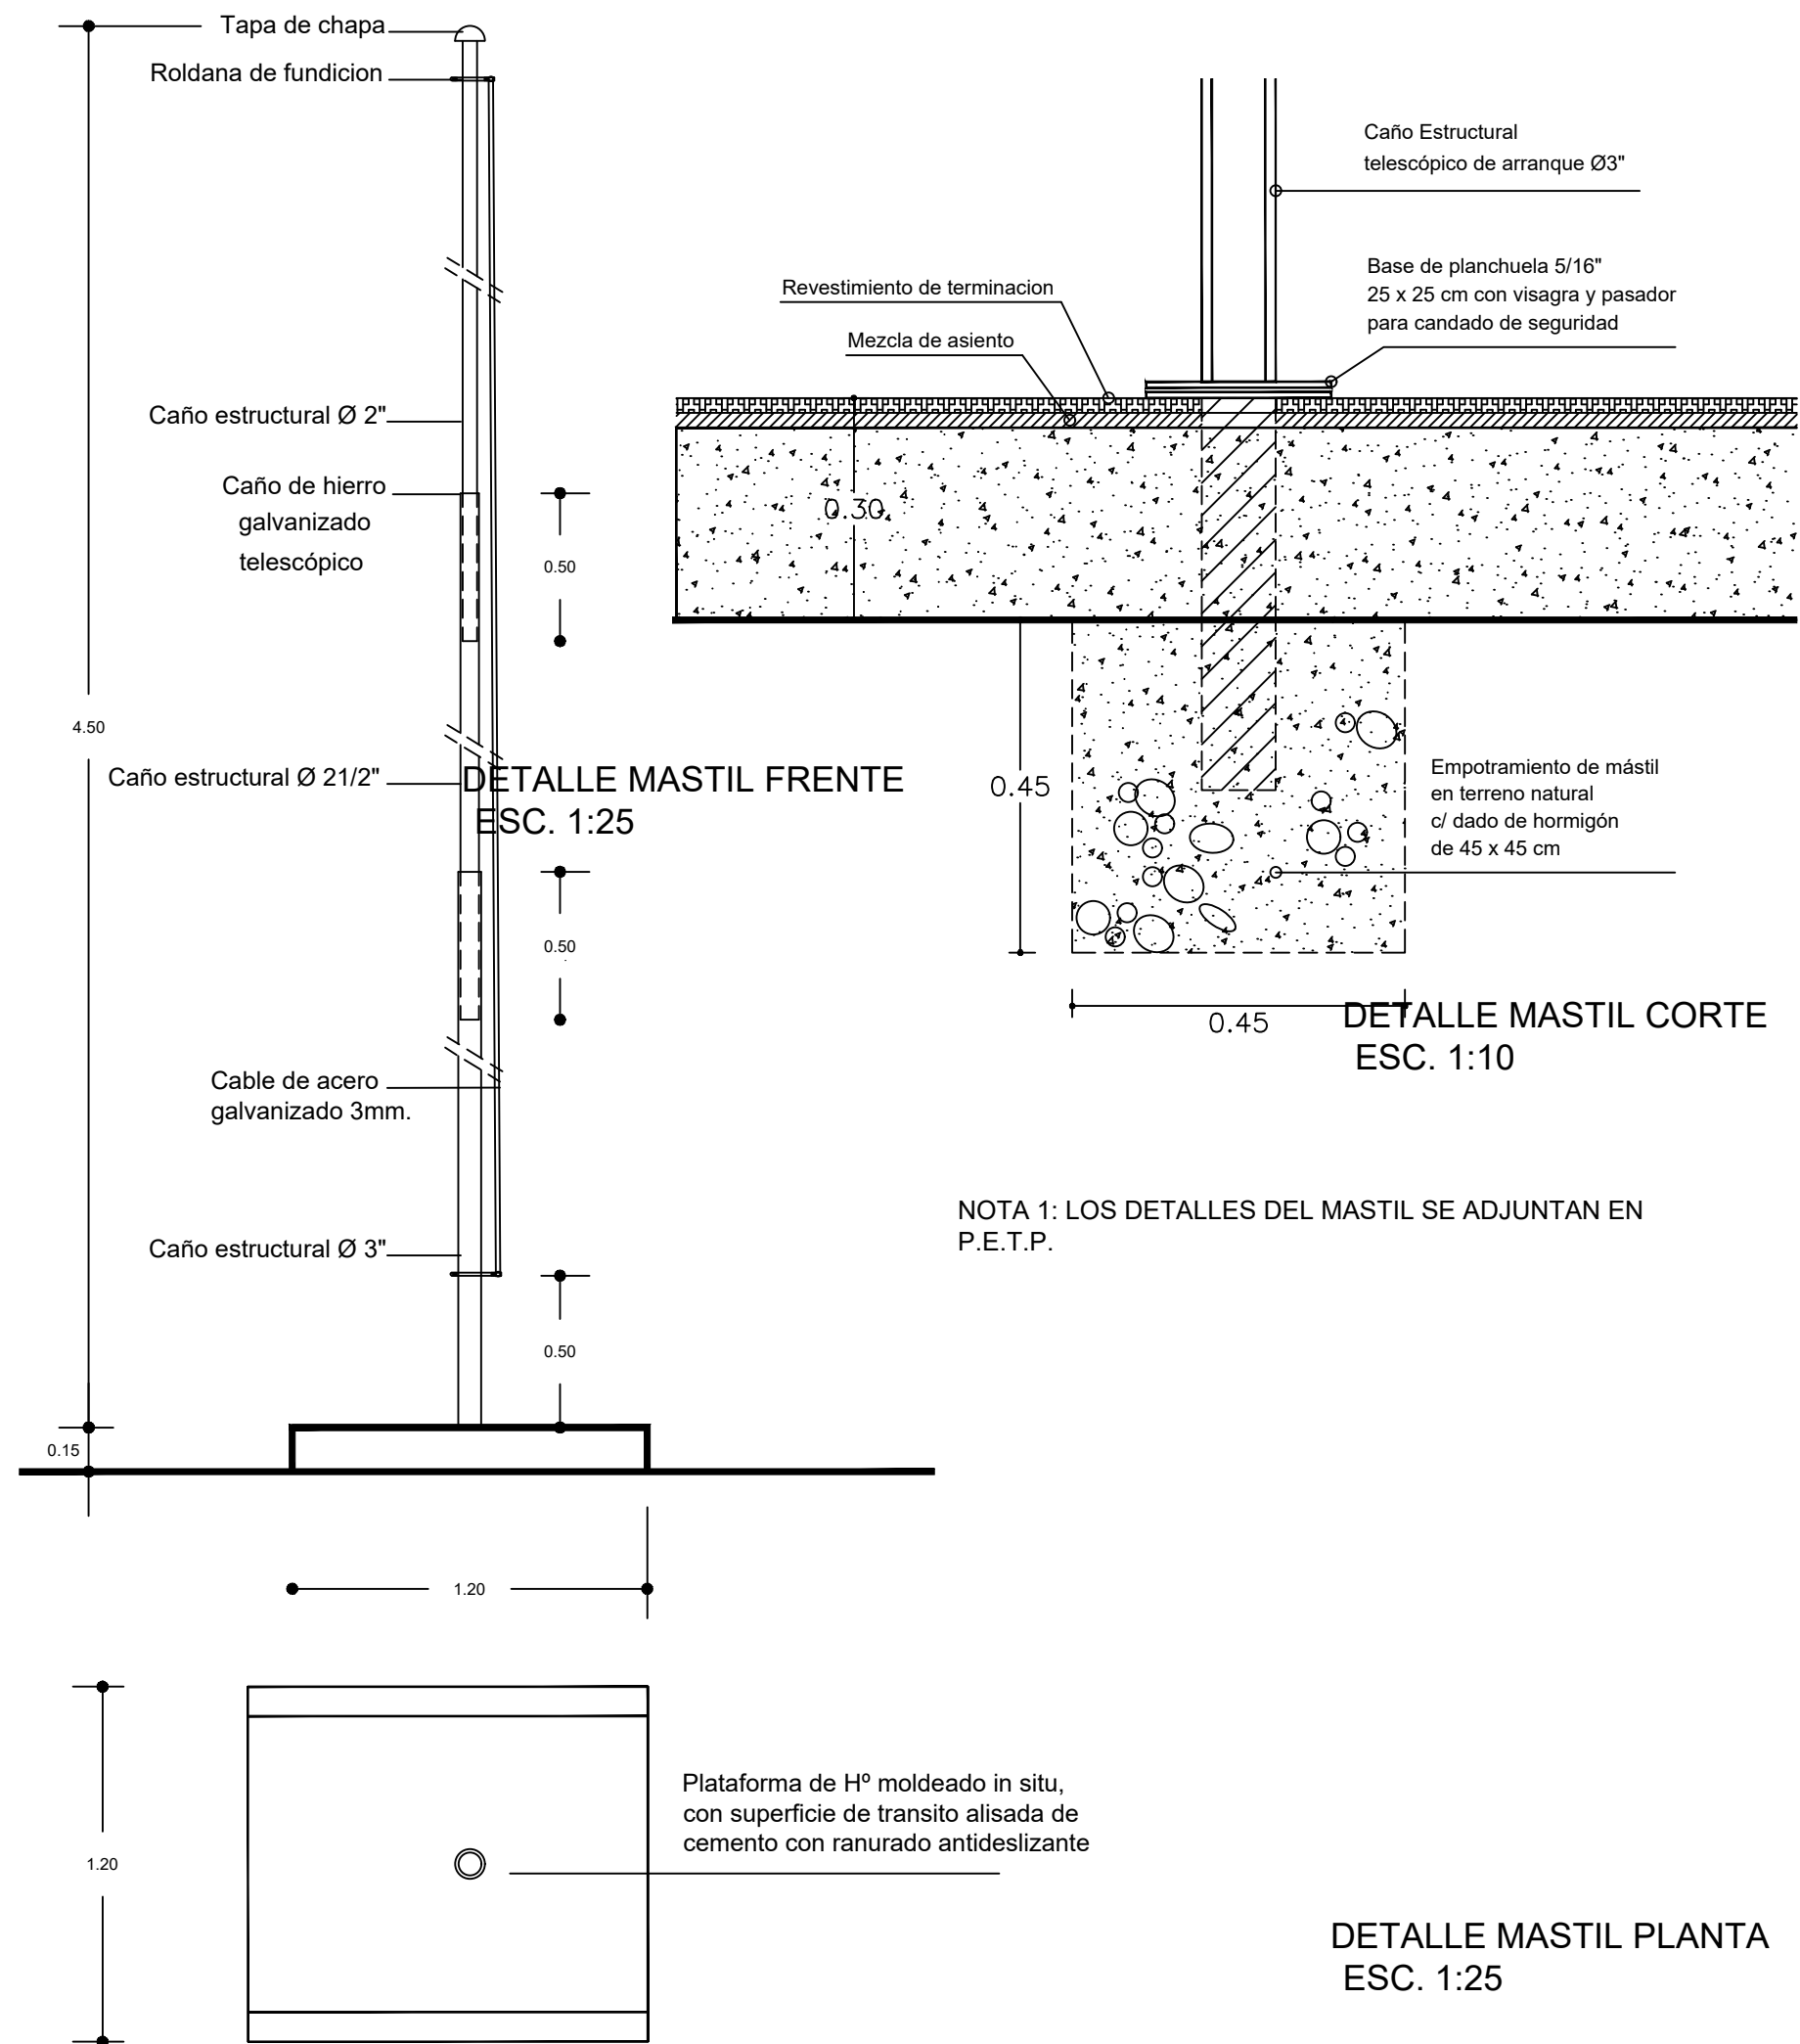 Tapa de chapa
Roldana de fundicion
Caño estructural Ø 2"
Caño de hierro
galvanizado
telescópico
0.50
4.50
Caño estructural Ø 21/2"
DETALLE MASTIL FRENTE
ESC. 1:25
0.50
Cable de acero
galvanizado 3mm.
Caño estructural Ø 3"
0.50
0.15
1.20
Caño Estructural
telescópico de arranque Ø3"
Base de planchuela 5/16"
25 x 25 cm con visagra y pasador
para candado de seguridad
Revestimiento de terminacion
Mezcla de asiento
0.30
0.45
Empotramiento de mástil
en terreno natural
c/ dado de hormigón
de 45 x 45 cm
0.45
DETALLE MASTIL CORTE
ESC. 1:10
NOTA 1: LOS DETALLES DEL MASTIL SE ADJUNTAN EN
P.E.T.P.
1.20
Plataforma de Hº moldeado in situ,
con superficie de transito alisada de
cemento con ranurado antideslizante
DETALLE MASTIL PLANTA
ESC. 1:25